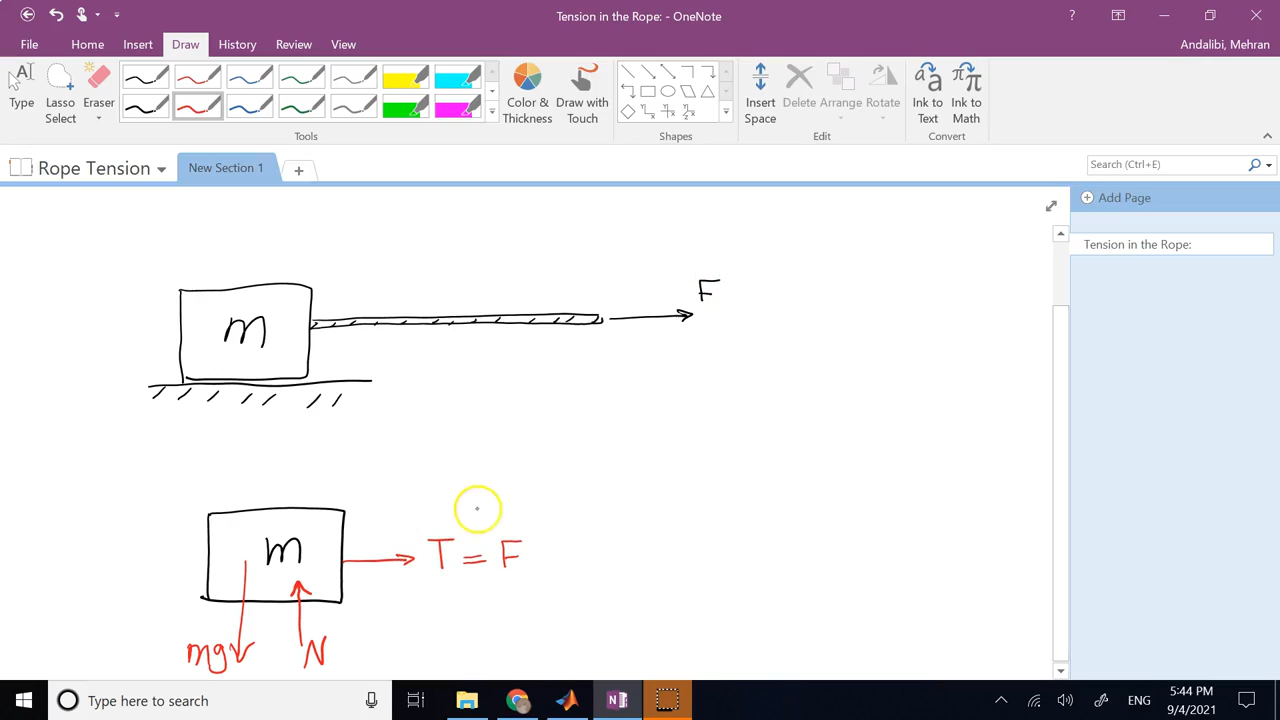 Tension in the Rope: - OneNote
File Home Insert Draw History Review View
Andalibi, Mehran
Type
Lasso Select
Eraser
Color & Thickness
Draw with Touch
Insert Space
Delete
Arrange
Rotate
Ink to Text
Ink to Math
Tools
Shapes
Edit
Convert
Rope Tension
New Section 1
Search (Ctrl+E)
Add Page
Tension in the Rope:
F
m
m
T = F
mg
N
Type here to search
ENG
5:44 PM
9/4/2021